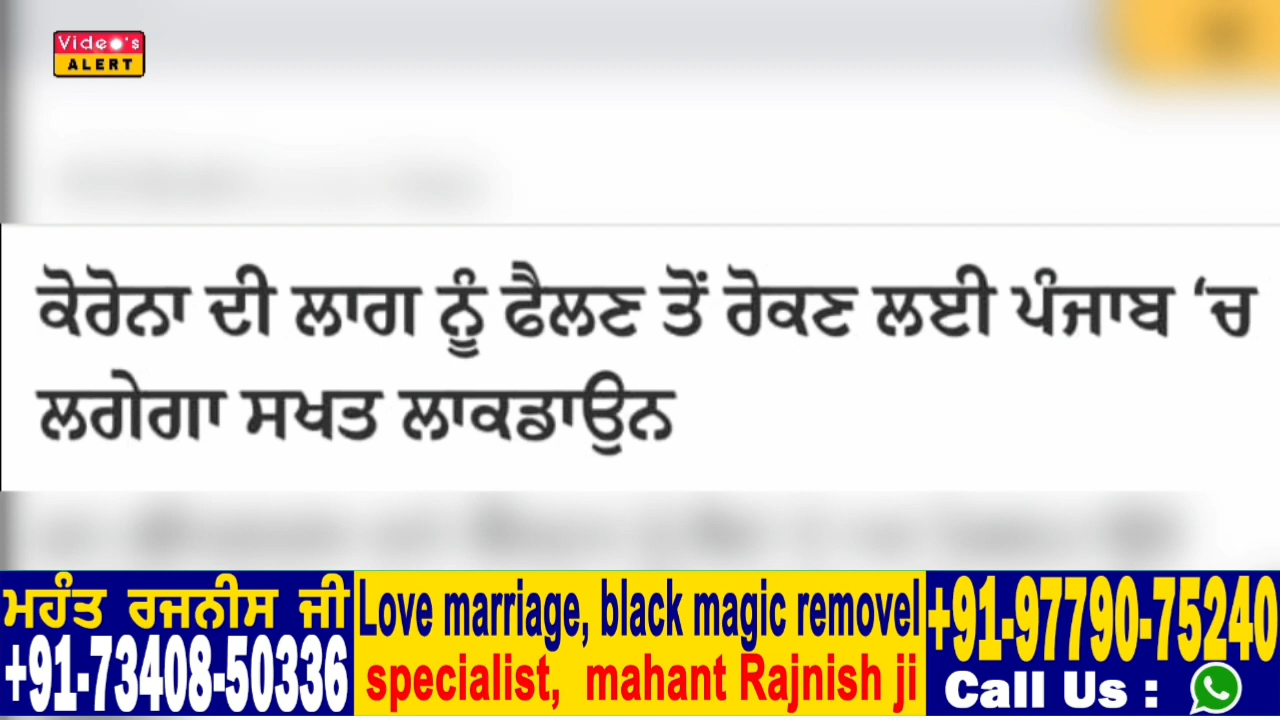 Video's
ALERT
ਕੋਰੋਨਾ ਦੀ ਲਾਗ ਨੂੰ ਫੈਲਣ ਤੋਂ ਰੋਕਣ ਲਈ ਪੰਜਾਬ ‘ਚ
ਲਗੇਗਾ ਸਖਤ ਲਾਕਡਾਉਨ
ਮਹੰਤ ਰਜਨੀਸ ਜੀ
+91-73408-50336
Love marriage, black magic removel
specialist, mahant Rajnish ji
+91-97790-75240
Call Us :